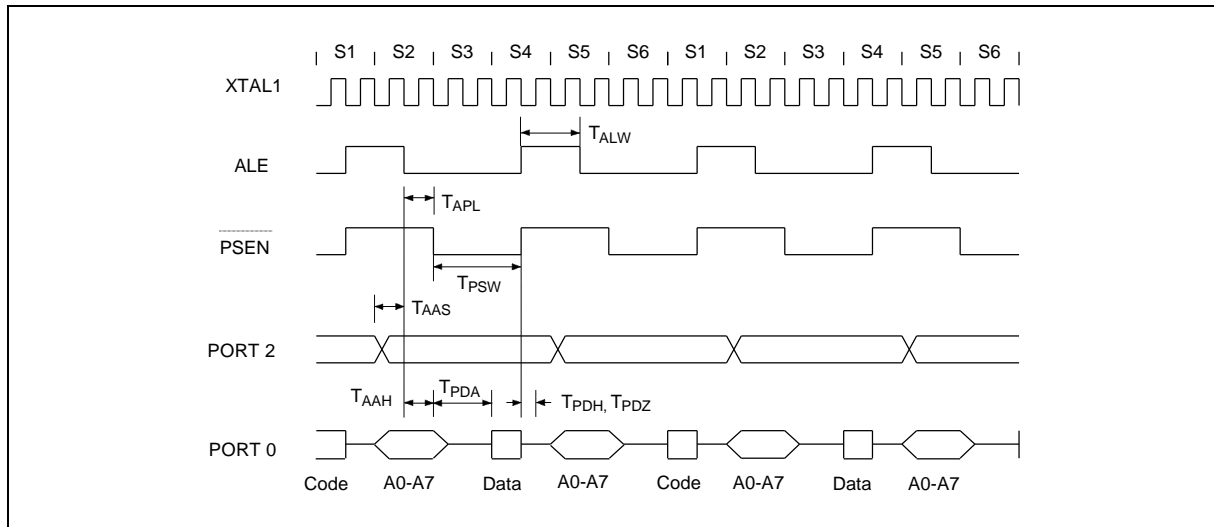 S1 S2 S3 S4 S5 S6 S1 S2 S3 S4 S5 S6
XTAL1
TALW
ALE
TAPL
PSEN
TPSW
TAAS
PORT 2
TAAH TPDA TPDH, TPDZ
PORT 0
Code A0-A7 Data A0-A7 Code A0-A7 Data A0-A7